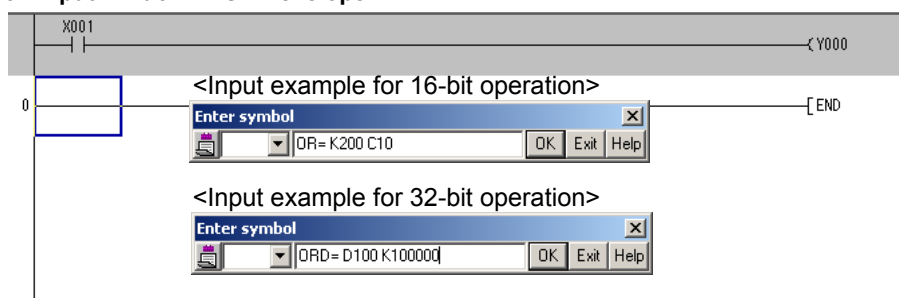 X001
Y000
<Input example for 16-bit operation>
0
END
Enter symbol
OR= K200 C10 OK Exit Help
<Input example for 32-bit operation>
Enter symbol
ORD= D100 K100000 OK Exit Help